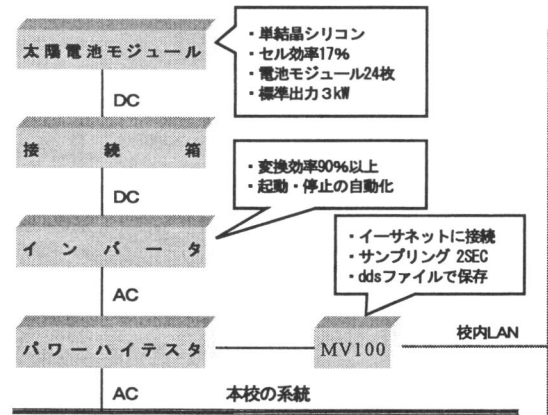 太陽電池モジュール
・単結晶シリコン
・セル効率17%
・電池モジュール24枚
・標準出力3kW
DC
接続箱
DC
・変換効率90%以上
・起動・停止の自動化
インバータ
・イーサネットに接続
・サンプリング 2SEC
・ddsファイルで保存
AC
パワーハイテスタ
MV100
校内LAN
AC
本校の系統